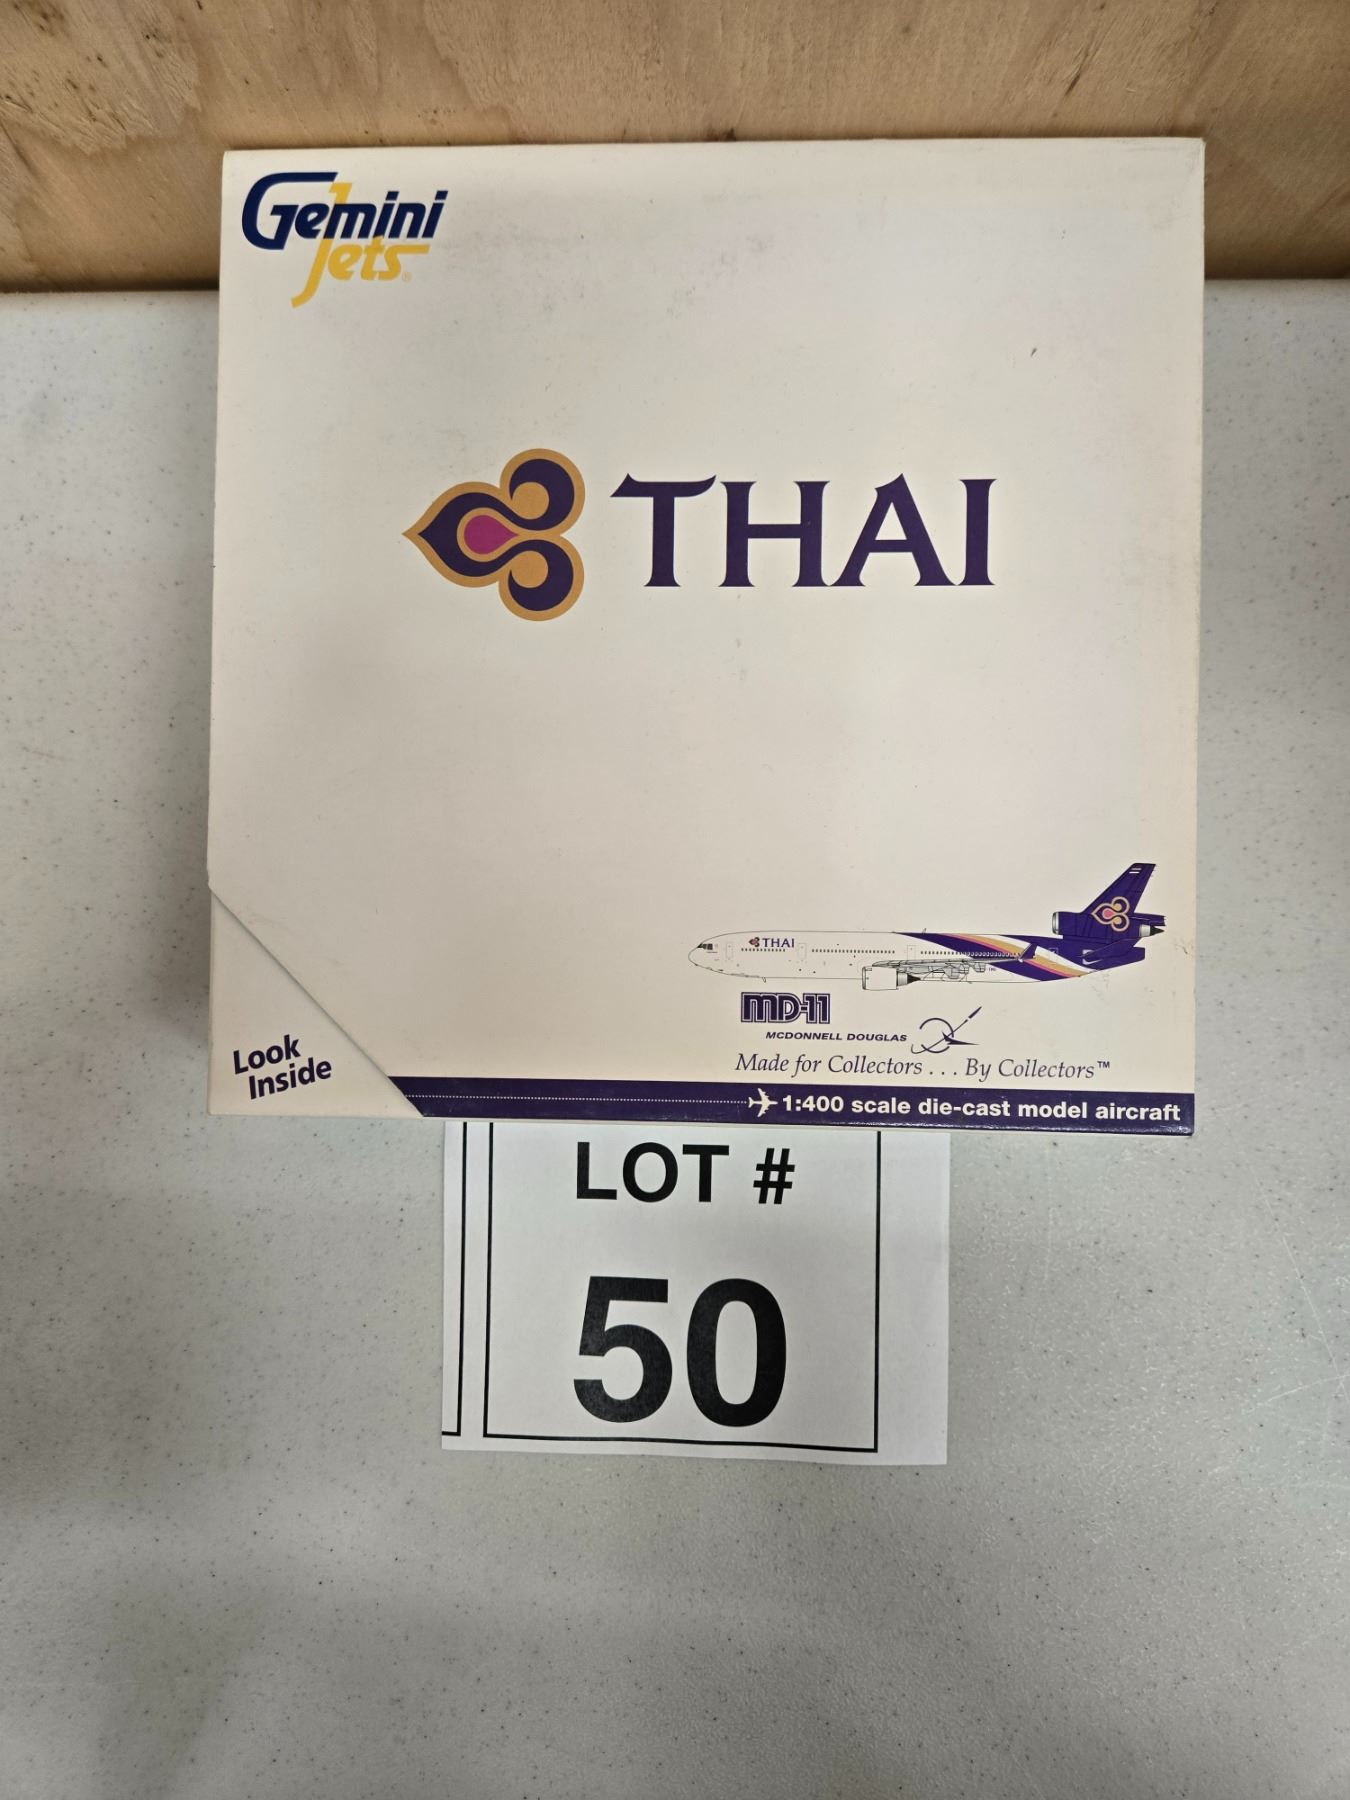 Gemini
Jets®
THAI
THAI
MD-11
MCDONNELL DOUGLAS
Made for Collectors . . . By Collectors™
Look
Inside
1:400 scale die-cast model aircraft
LOT #
50